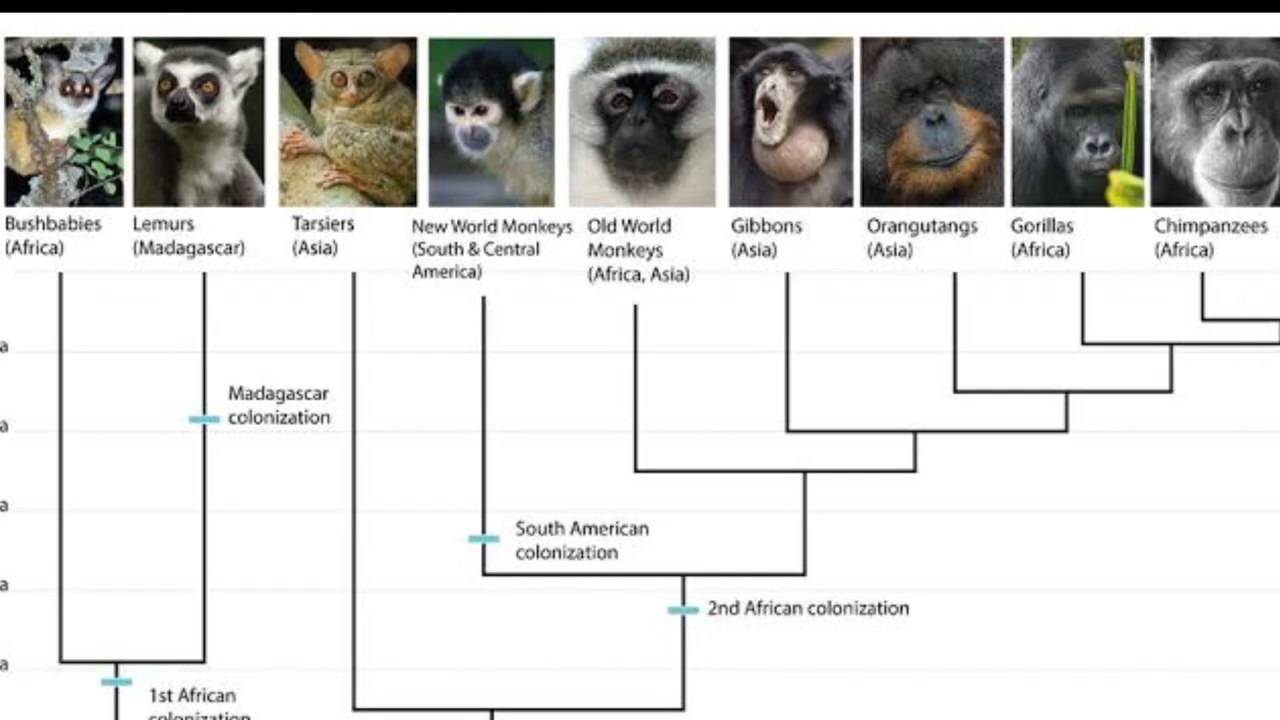 Bushbabies
(Africa)
Lemurs
(Madagascar)
Tarsiers
(Asia)
New World Monkeys
(South & Central
America)
Old World
Monkeys
(Africa, Asia)
Gibbons
(Asia)
Orangutangs
(Asia)
Gorillas
(Africa)
Chimpanzees
(Africa)
a
Madagascar
colonization
a
a
South American
colonization
a
2nd African colonization
a
1st African
colonization